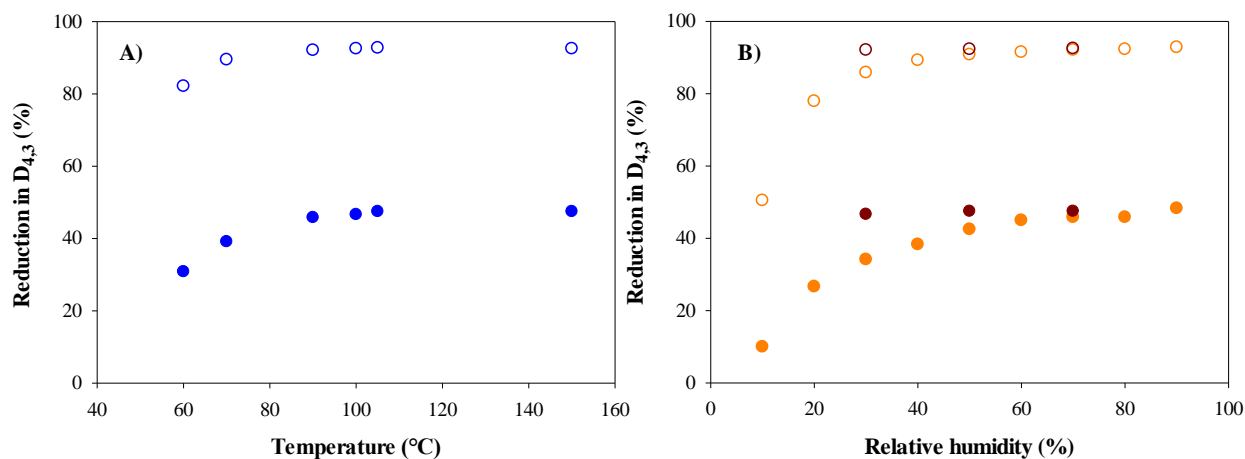 A)
Reduction in D4,3 (%)
100
80
60
40
20
0
40 60 80 100 120 140 160
Temperature (°C)
B)
Reduction in D4,3 (%)
100
80
60
40
20
0
0 20 40 60 80 100
Relative humidity (%)